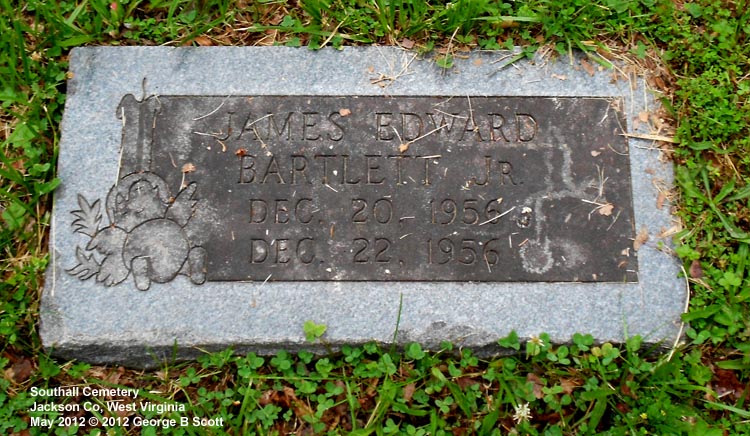 JAMES EDWARD
BARTLETT, JR.
DEC. 20, 1956
DEC. 22, 1956
Southall Cemetery
Jackson Co, West Virginia
May 2012 © 2012 George B Scott